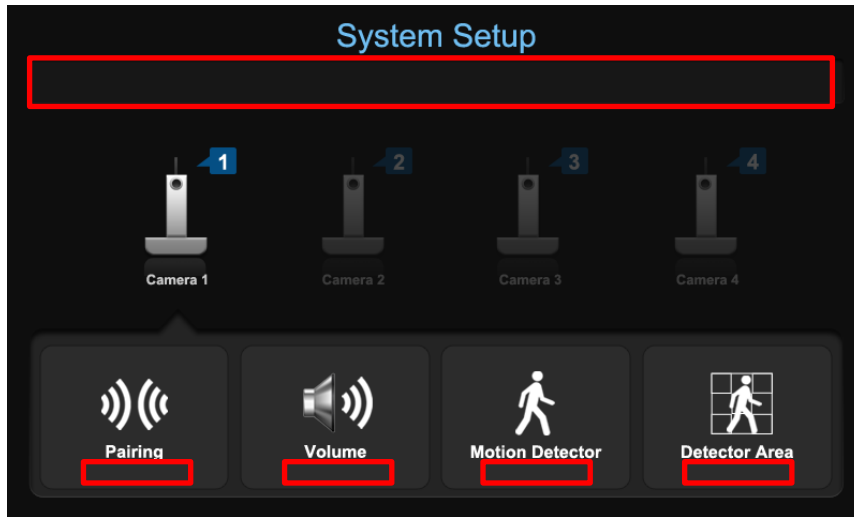 System Setup
1
2
3
4
Camera 1
Camera 2
Camera 3
Camera 4
Pairing
Volume
Motion Detector
Detector Area